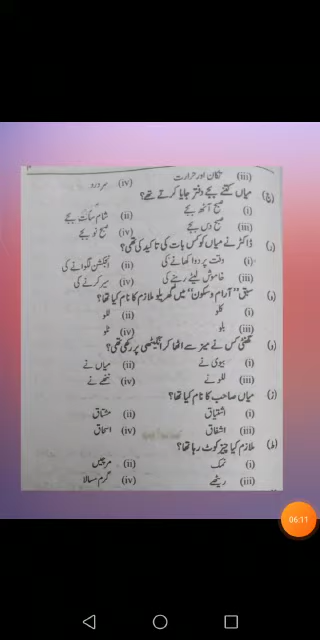 (iii) تکان اور حرارت (iv) سر درد
(ج) میاں کتنے بجے دفتر جایا کرتے تھے؟
(i) صبح آٹھ بجے (ii) شام سات بجے
(iii) صبح دس بجے (iv) صبح نو بجے
(د) ڈاکٹر نے میاں کو کس بات کی تاکید کی تھی؟
(i) وقت پر دوا کھانے کی (ii) انجکشن لگوانے کی
(iii) خاموش لیٹے رہنے کی (iv) سیر کرنے کی
(ہ) سبق "آرام و سکون" میں گھریلو ملازم کا نام کیا تھا؟
(i) کلو (ii) للو
(iii) بلو (iv) ٹلو
(و) گھنٹی کس نے میز سے اٹھا کر انگیٹھی پر رکھی تھی؟
(i) بیوی نے (ii) میاں نے
(iii) للو نے (iv) ننھے نے
(ز) میاں صاحب کا نام کیا تھا؟
(i) اشتیاق (ii) مشتاق
(iii) اشفاق (iv) اسحاق
(ط) ملازم کیا چیز کوٹ رہا تھا؟
(i) نمک (ii) مرچیں
(iii) ریٹھے (iv) گرم مسالا
06:11